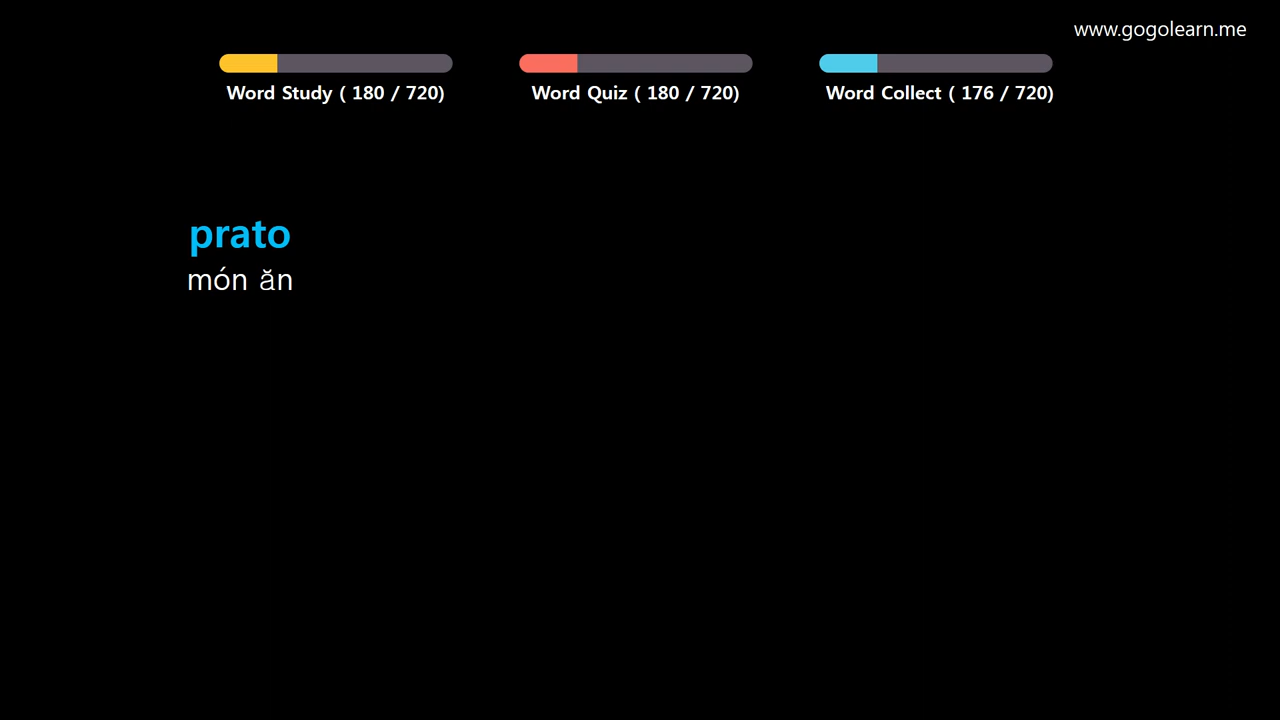 www.gogolearn.me
Word Study ( 180 / 720)
Word Quiz ( 180 / 720)
Word Collect ( 176 / 720)
prato
món ăn